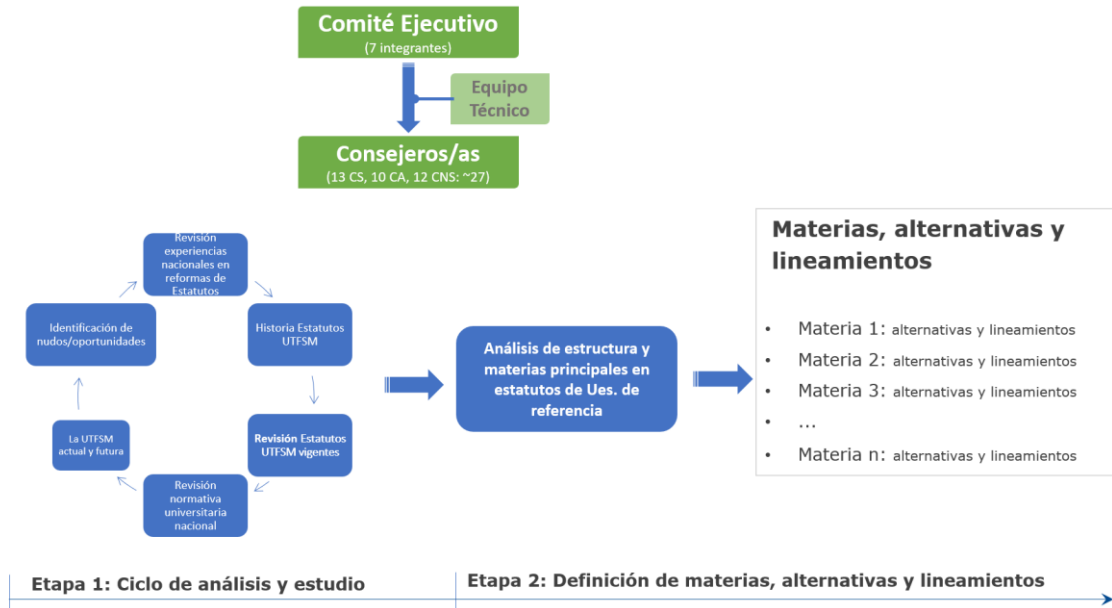 Comité Ejecutivo
(7 integrantes)
Equipo
Técnico
Consejeros/as
(13 CS, 10 CA, 12 CNS: ~27)
Revisión
experiencias
nacionales en
reformas de
Estatutos
Historia Estatutos
UTFSM
Revisión Estatutos
UTFSM vigentes
Revisión
normativa
universitaria
nacional
La UTFSM
actual y futura
Identificación de
nudos/oportunidades
Análisis de estructura y
materias principales en
estatutos de Ues. de
referencia
Materias, alternativas y
lineamientos
• Materia 1: alternativas y lineamientos
• Materia 2: alternativas y lineamientos
• Materia 3: alternativas y lineamientos
• ...
• Materia n: alternativas y lineamientos
Etapa 1: Ciclo de análisis y estudio
Etapa 2: Definición de materias, alternativas y lineamientos